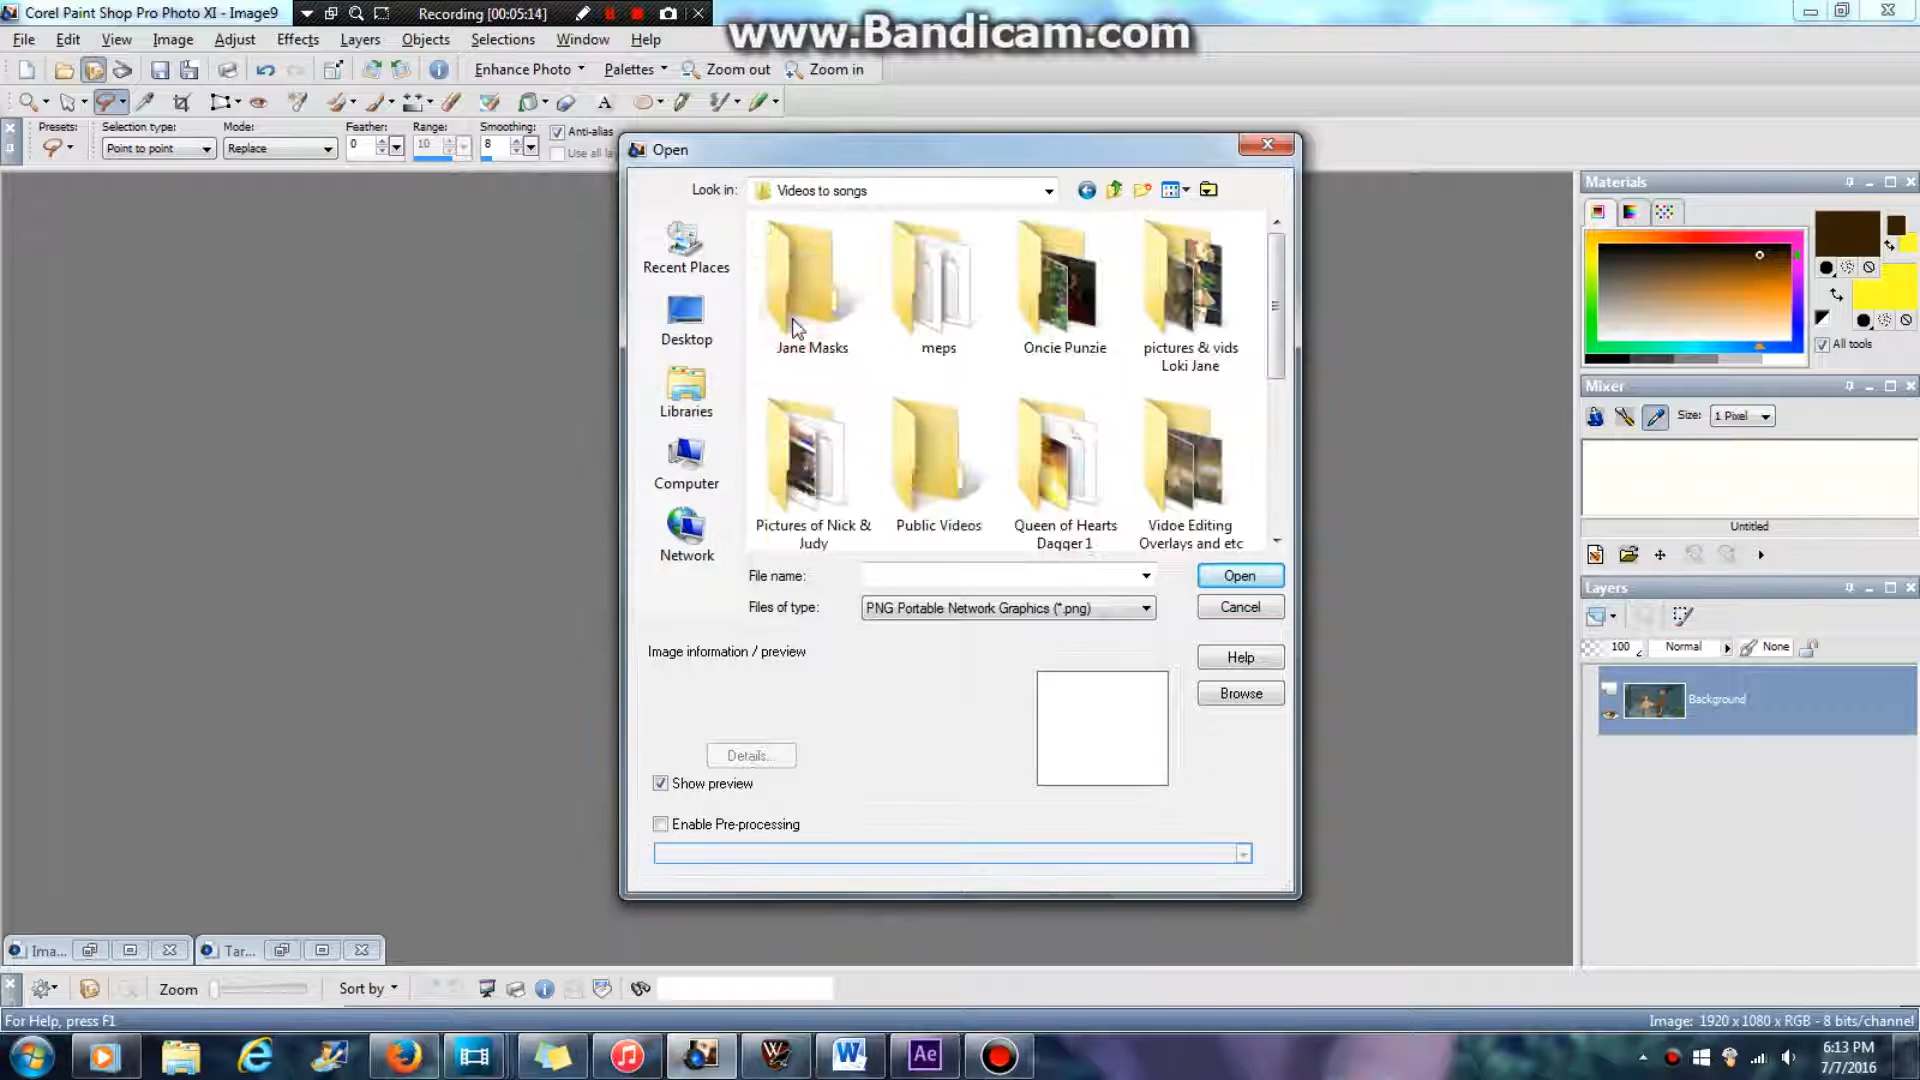 Corel Paint Shop Pro Photo XI - Image9
Recording [00:05:14]
www.Bandicam.com
File Edit View Image Adjust Effects Layers Objects Selections Window Help
Enhance Photo Palettes Zoom out Zoom in
Presets: Selection type: Mode: Feather: Range: Smoothing: Anti-alias
Point to point Replace 0 10 8 Use all la
Open
Look in: Videos to songs
Recent Places
Desktop
Libraries
Computer
Network
Jane Masks
meps
Oncie Punzie
pictures & vids
Loki Jane
Pictures of Nick &
Judy
Public Videos
Queen of Hearts
Dagger1
Vidoe Editing
Overlays and etc
File name:
Open
Files of type: PNG Portable Network Graphics (*.png)
Cancel
Image information / preview
Help
Browse
Details...
Show preview
Enable Pre-processing
Materials
All tools
Mixer
Size: 1 Pixel
Untitled
Layers
100 Normal None
Background
Ima...
Tar...
Zoom Sort by
For Help, press F1
Image: 1920 x 1080 x RGB - 8 bits/channel
W
Ae
6:13 PM
7/7/2016